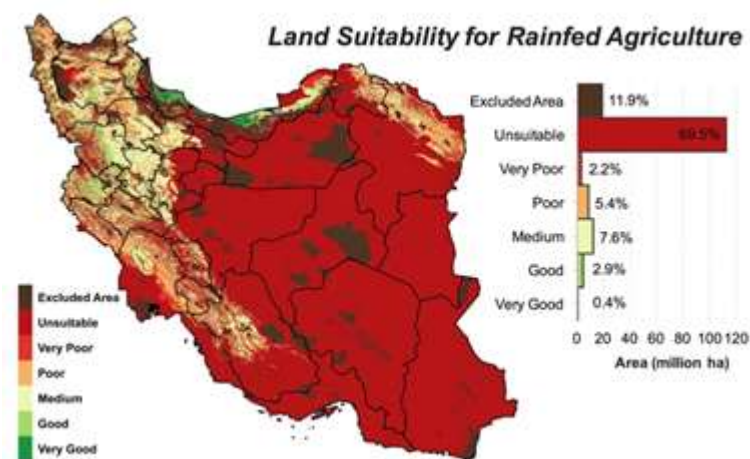 Land Suitability for Rainfed Agriculture
Excluded Area 11.9%
Unsuitable 69.5%
Very Poor 2.2%
Poor 5.4%
Medium 7.6%
Good 2.9%
Very Good 0.4%
0 20 40 60 80 100 120
Area (million ha)
Excluded Area
Unsuitable
Very Poor
Poor
Medium
Good
Very Good